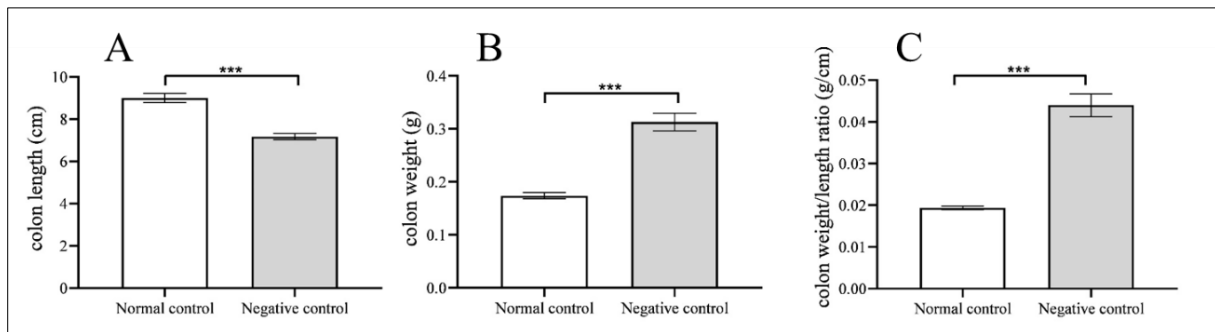 A
***
colon length (cm)
10
8
6
4
2
0
Normal control
Negative control
B
***
colon weight (g)
0.4
0.3
0.2
0.1
0.0
Normal control
Negative control
C
***
colon weight/length ratio (g/cm)
0.05
0.04
0.03
0.02
0.01
0.00
Normal control
Negative control